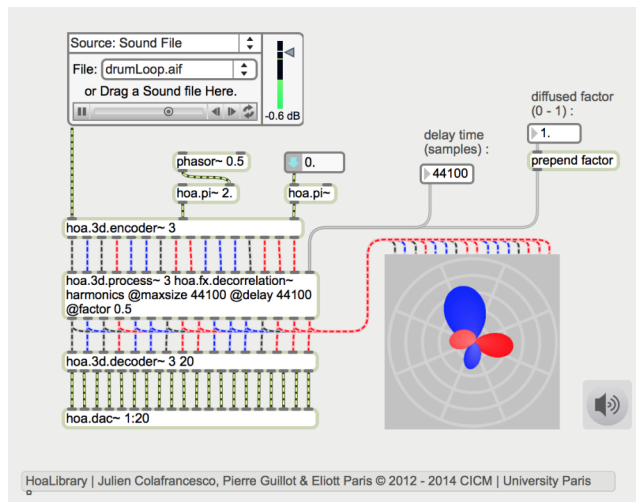 Source: Sound File
File: drumLoop.aif
or Drag a Sound file Here.
-0.6 dB
diffused factor
(0 - 1) :
1.
prepend factor
delay time
(samples) :
44100
phasor~ 0.5
0.
hoa.pi~ 2.
hoa.pi~
hoa.3d.encoder~ 3
hoa.3d.process~ 3 hoa.fx.decorrelation~
harmonics @maxsize 44100 @delay 44100
@factor 0.5
hoa.3d.decoder~ 3 20
hoa.dac~ 1:20
HoaLibrary | Julien Colafrancesco, Pierre Guillot & Eliott Paris © 2012 - 2014 CICM | University Paris